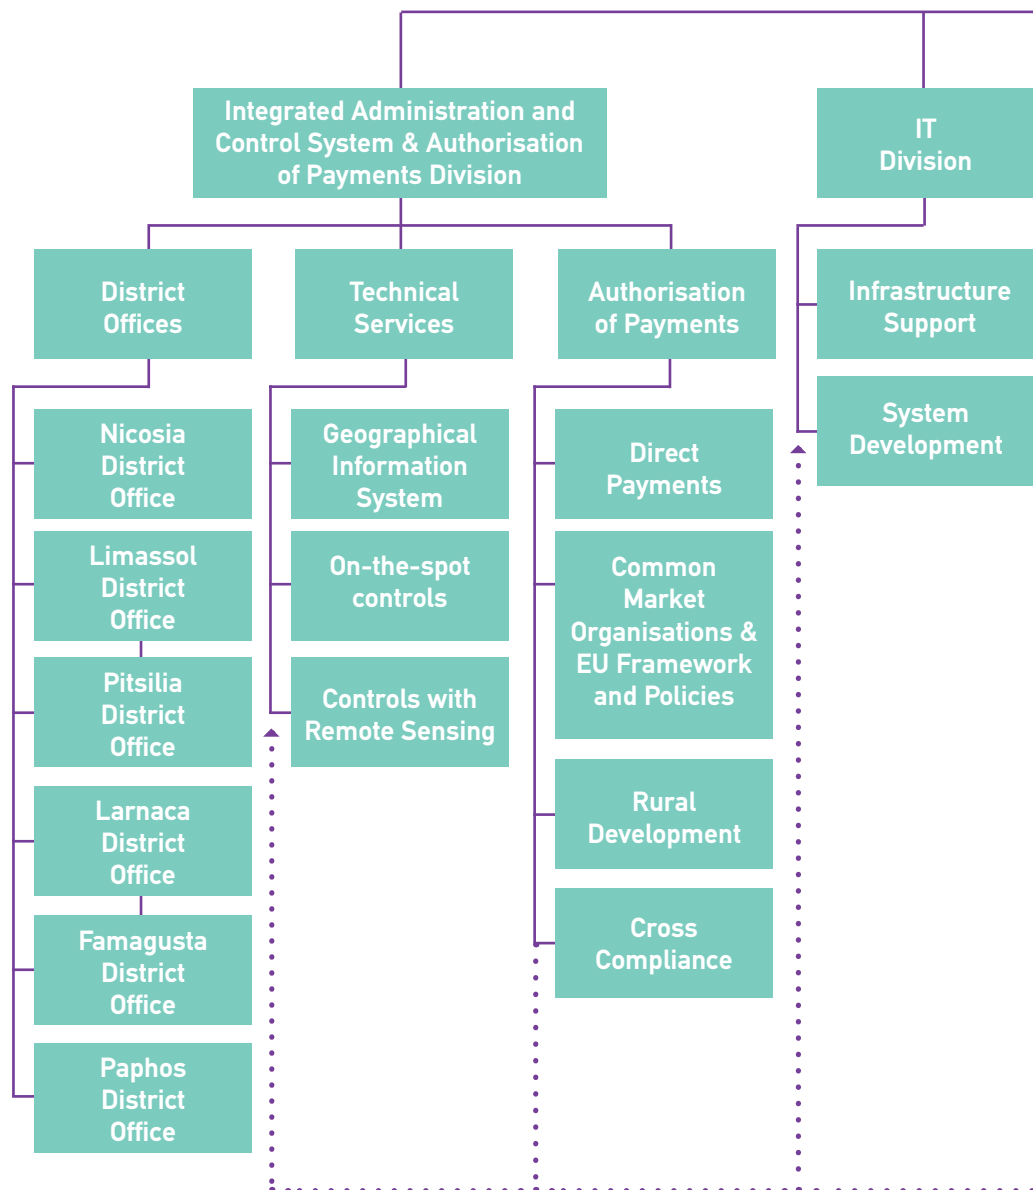 Integrated Administration and
Control System & Authorisation
of Payments Division
IT
Division
District
Offices
Technical
Services
Authorisation
of Payments
Infrastructure
Support
System
Development
Nicosia
District
Office
Limassol
District
Office
Pitsilia
District
Office
Larnaca
District
Office
Famagusta
District
Office
Paphos
District
Office
Geographical
Information
System
On-the-spot
controls
Controls with
Remote Sensing
Direct
Payments
Common
Market
Organisations &
EU Framework
and Policies
Rural
Development
Cross
Compliance